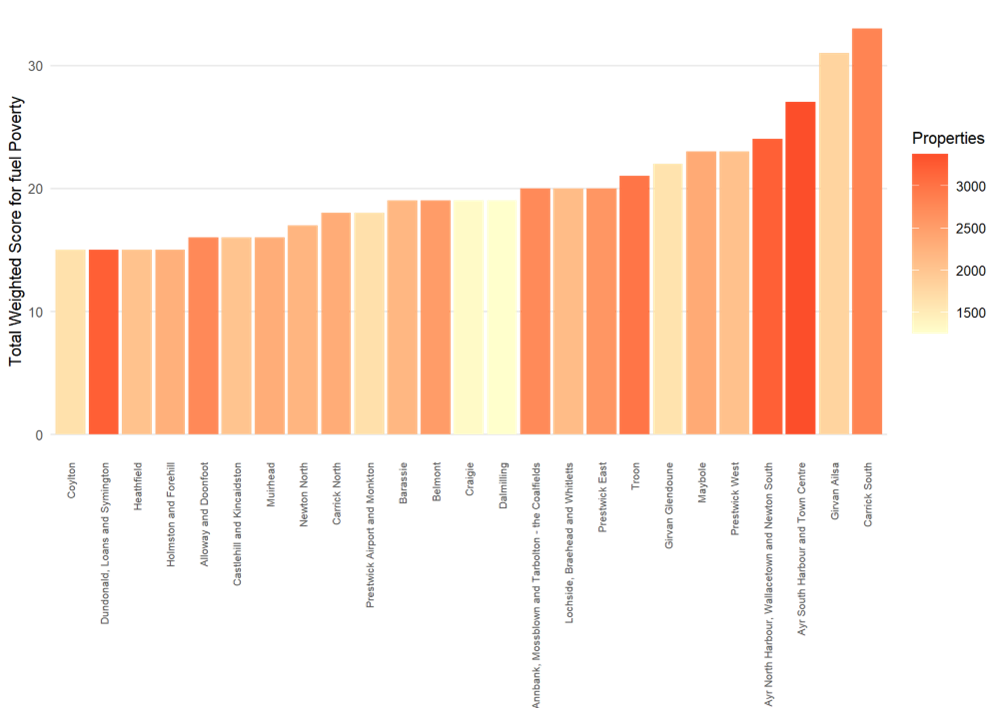 Total Weighted Score for fuel Poverty
30
20
10
0
Coylton
Dundonald, Loans and Symington
Heathfield
Holmston and Forehill
Alloway and Doonfoot
Castlehill and Kincaidston
Muirhead
Newton North
Carrick North
Prestwick Airport and Monkton
Barassie
Belmont
Craigie
Dalmilling
Annbank, Mossblown and Tarbolton - the Coalfields
Lochside, Braehead and Whitletts
Prestwick East
Troon
Girvan Glendoune
Maybole
Prestwick West
Ayr North Harbour, Wallacetown and Newton South
Ayr South Harbour and Town Centre
Girvan Ailsa
Carrick South
Properties
3000
2500
2000
1500